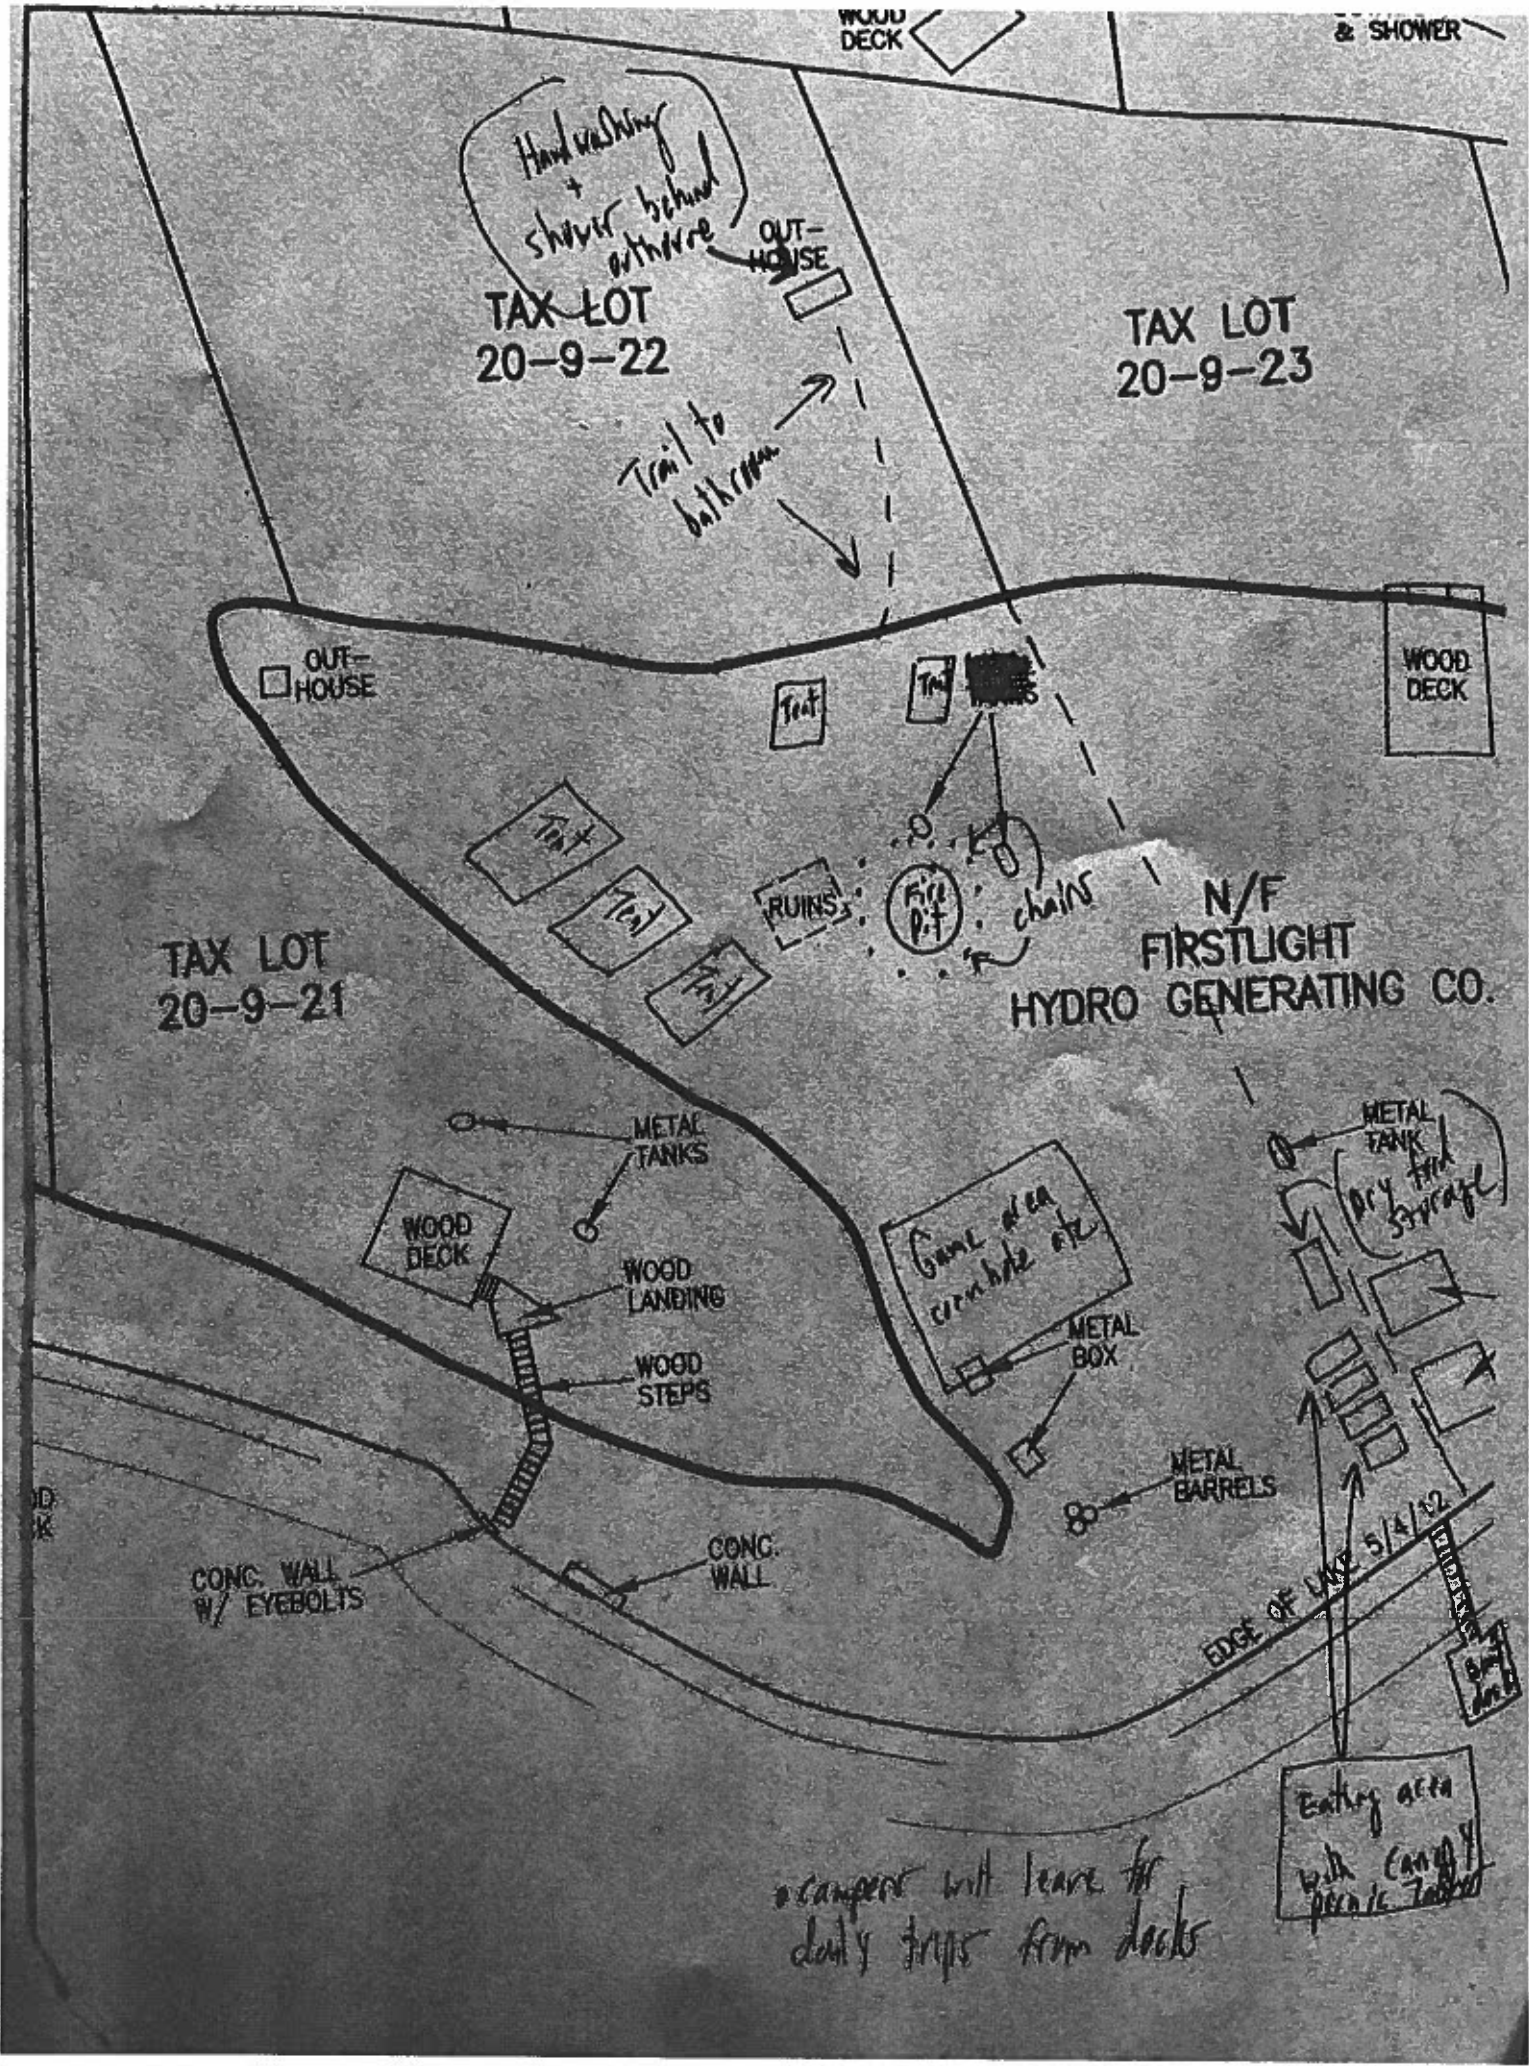 WOOD
DECK
& SHOWER
Handwashing
+
shower behind
outhouse
OUT-
HOUSE
TAX LOT
20-9-22
TAX LOT
20-9-23
Trail to
bathroom
OUT-
HOUSE
Tent
Tent
WOOD
DECK
Tent
Tent
Tent
RUINS
Fire
Pit
chairs
N/F
FIRSTLIGHT
HYDRO GENERATING CO.
TAX LOT
20-9-21
METAL
TANKS
METAL
TANK
Dry food
storage
WOOD
DECK
Game area
cornhole etc
WOOD
LANDING
METAL
BOX
WOOD
STEPS
METAL
BARRELS
CONC. WALL
W/ EYEBOLTS
CONC.
WALL
EDGE OF LAKE 5/4/12
Boat
dock
Eating area
with canopy
picnic
campers will leave for
daily trips from docks